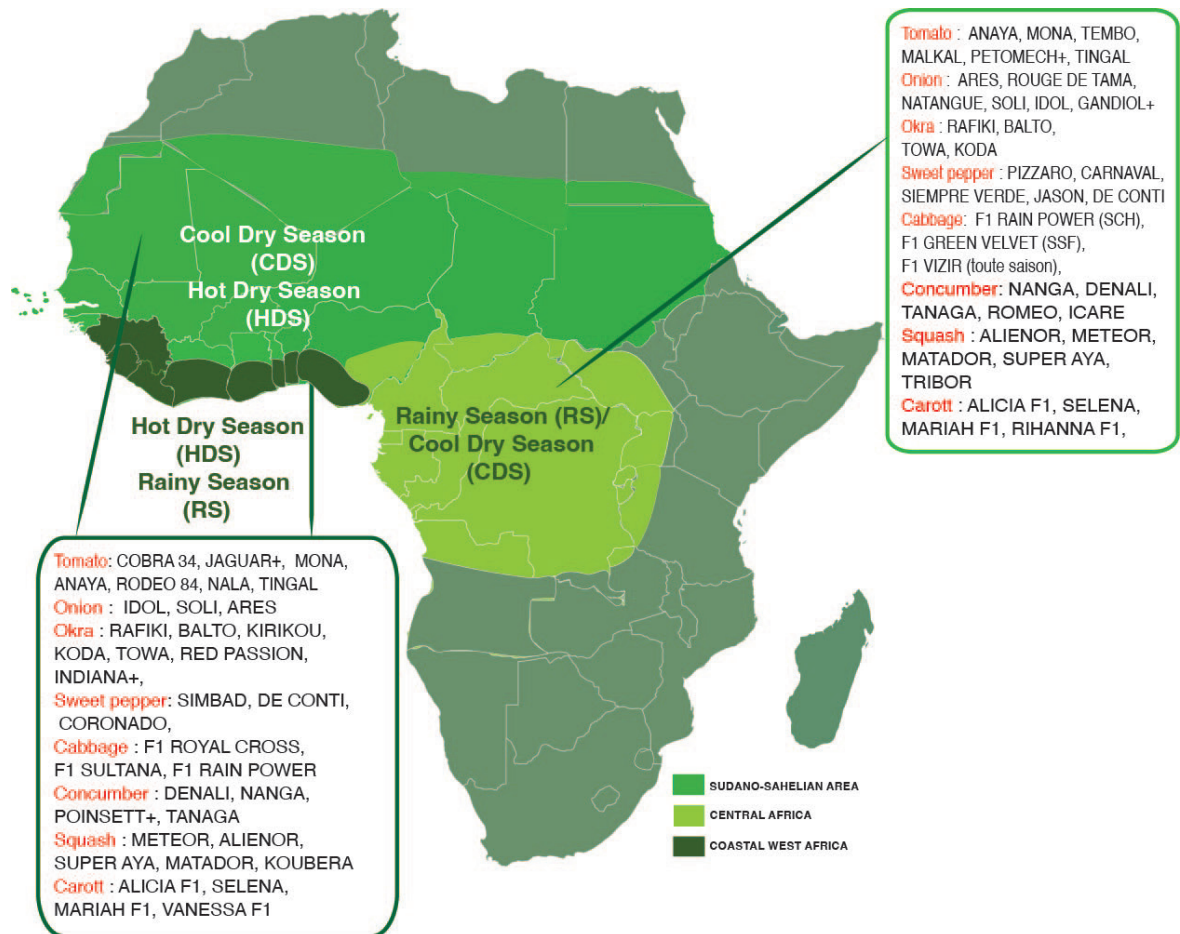 Tomato : ANAYA, MONA, TEMBO,
MALKAL, PETOMECH+, TINGAL
Onion : ARES, ROUGE DE TAMA,
NATANGUE, SOLI, IDOL, GANDIOL+
Okra : RAFIKI, BALTO,
TOWA, KODA
Sweet pepper : PIZZARO, CARNAVAL,
SIEMPRE VERDE, JASON, DE CONTI
Cabbage: F1 RAIN POWER (SCH),
F1 GREEN VELVET (SSF),
F1 VIZIR (toute saison),
Concumber: NANGA, DENALI,
TANAGA, ROMEO, ICARE
Squash : ALIENOR, METEOR,
MATADOR, SUPER AYA,
TRIBOR
Carott : ALICIA F1, SELENA,
MARIAH F1, RIHANNA F1,
Cool Dry Season
(CDS)
Hot Dry Season
(HDS)
Rainy Season (RS)/
Cool Dry Season
(CDS)
Hot Dry Season
(HDS)
Rainy Season
(RS)
Tomato: COBRA 34, JAGUAR+, MONA,
ANAYA, RODEO 84, NALA, TINGAL
Onion : IDOL, SOLI, ARES
Okra : RAFIKI, BALTO, KIRIKOU,
KODA, TOWA, RED PASSION,
INDIANA+,
Sweet pepper: SIMBAD, DE CONTI,
CORONADO,
Cabbage : F1 ROYAL CROSS,
F1 SULTANA, F1 RAIN POWER
Concumber : DENALI, NANGA,
POINSETT+, TANAGA
Squash : METEOR, ALIENOR,
SUPER AYA, MATADOR, KOUBERA
Carott : ALICIA F1, SELENA,
MARIAH F1, VANESSA F1
SUDANO-SAHELIAN AREA
CENTRAL AFRICA
COASTAL WEST AFRICA